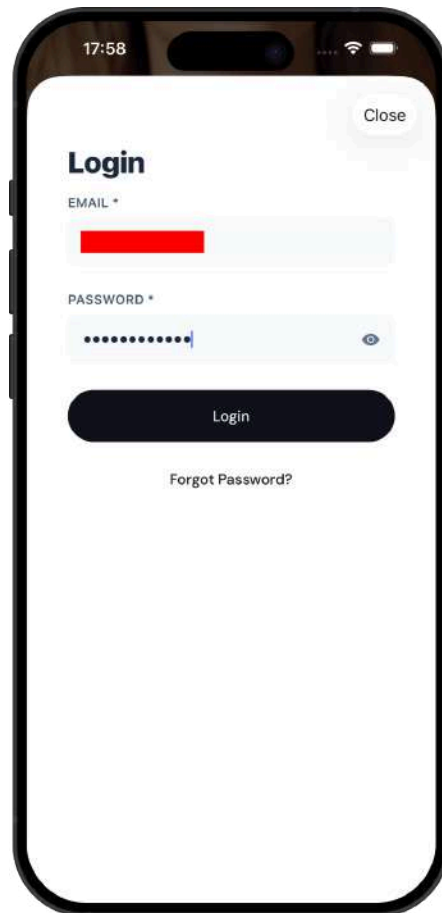 17:58
Close
Login
EMAIL *
PASSWORD *
••••••••••••
Login
Forgot Password?